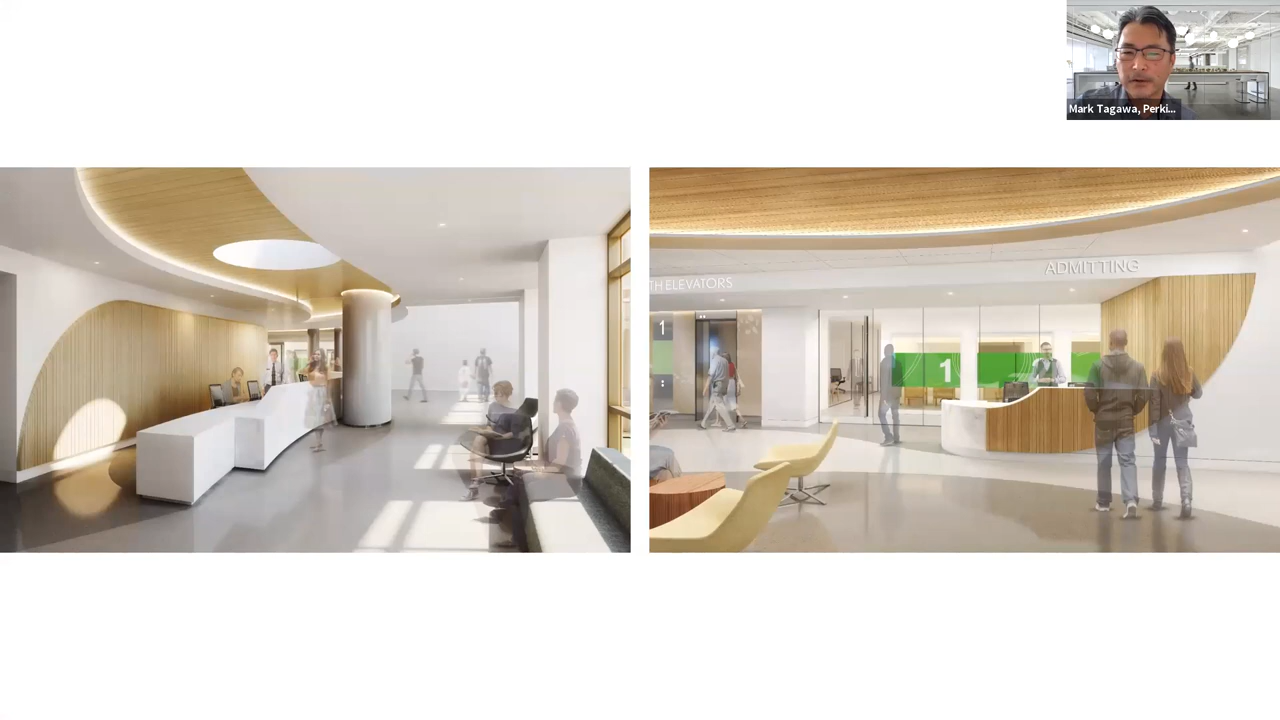 Mark Tagawa, Perki...
TH ELEVATORS
ADMITTING
1
1
: